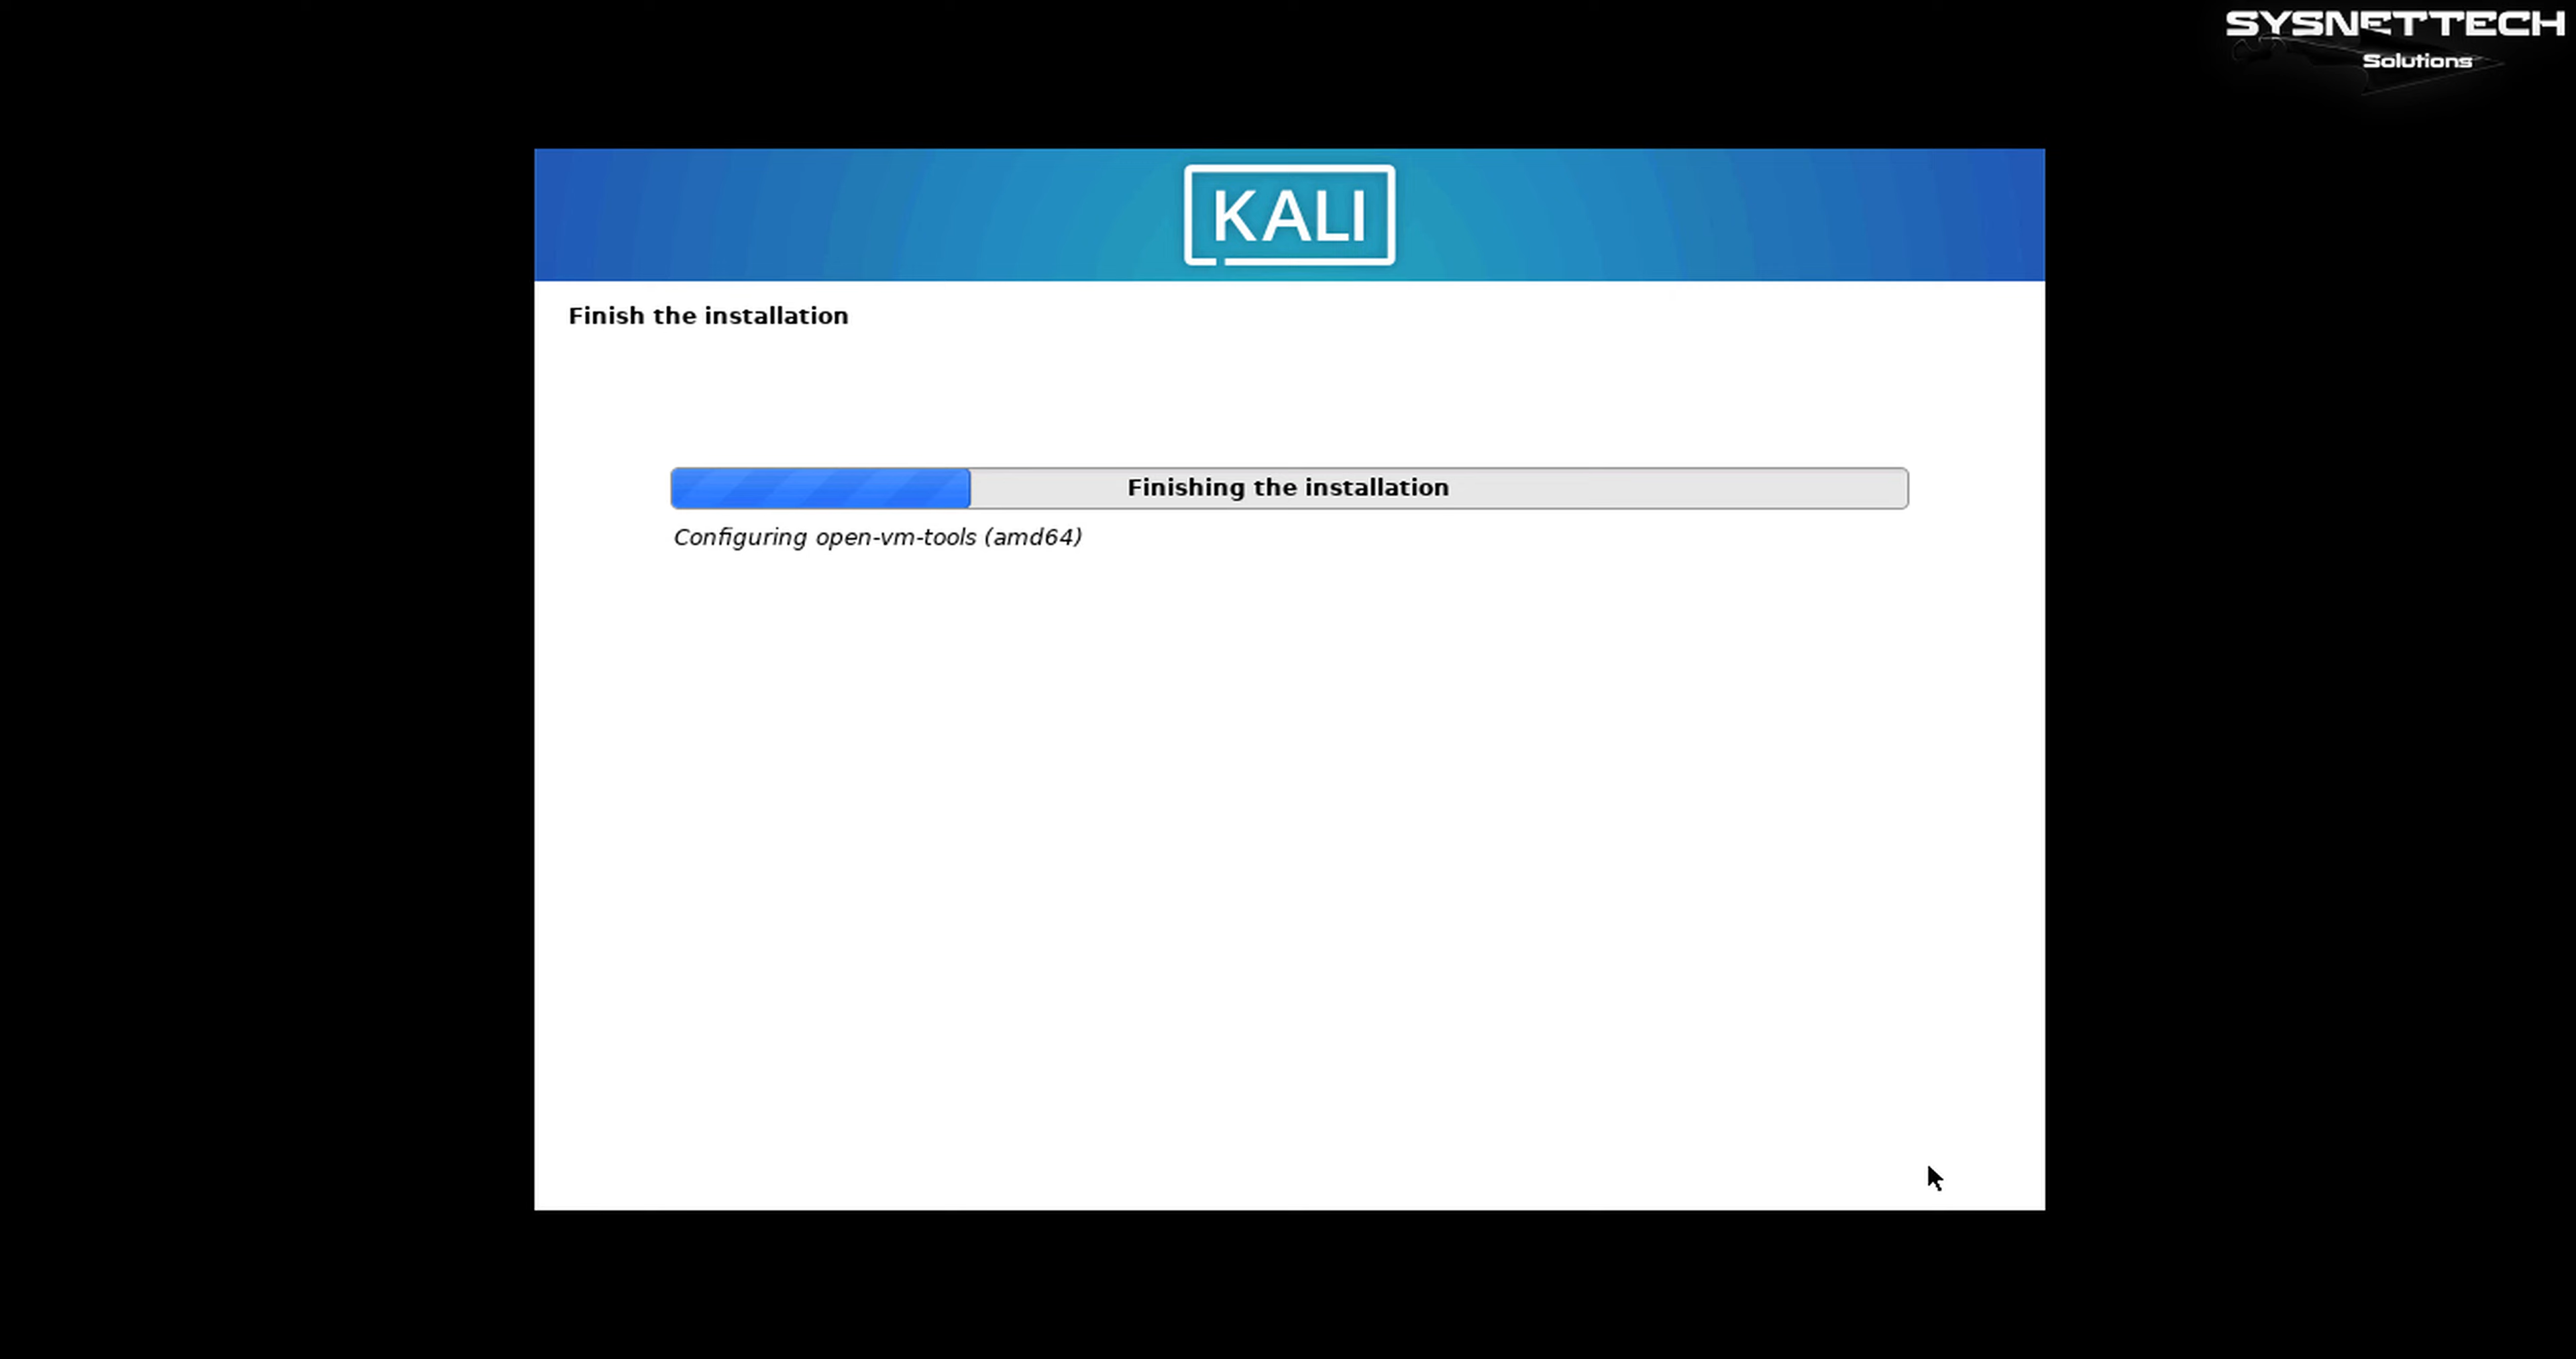 SYSNETTECH
Solutions
KALI
Finish the installation
Finishing the installation
Configuring open-vm-tools (amd64)